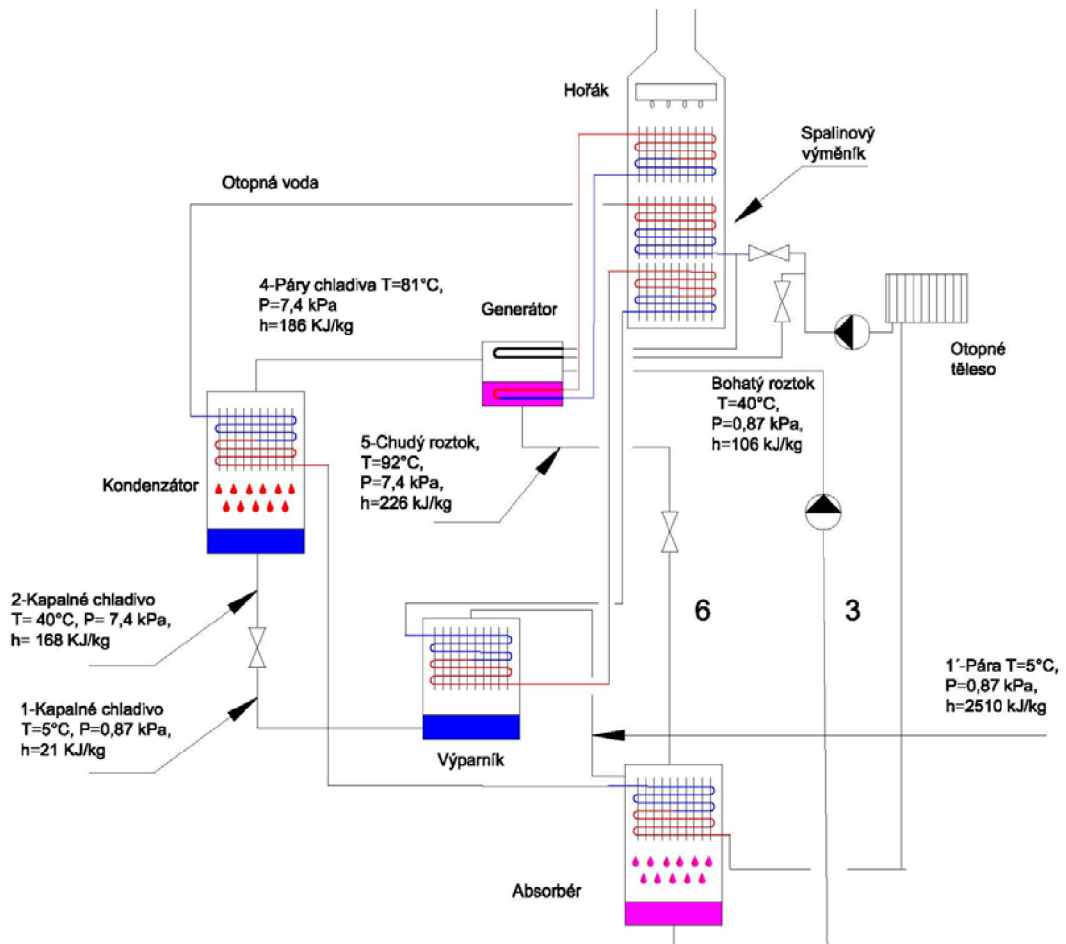 Hořák
Spalinový
výměník
Otopná voda
4-Páry chladiva T=81°C,
P=7,4 kPa
h=186 KJ/kg
Generátor
Otopné
těleso
Bohatý roztok
T=40°C,
P=0,87 kPa,
h=106 kJ/kg
5-Chudý roztok,
T=92°C,
P=7,4 kPa,
h=226 kJ/kg
Kondenzátor
2-Kapalné chladivo
T= 40°C, P= 7,4 kPa,
h= 168 KJ/kg
6
3
1-Kapalné chladivo
T=5°C, P=0,87 kPa,
h=21 KJ/kg
1´-Pára T=5°C,
P=0,87 kPa,
h=2510 kJ/kg
Výparník
Absorbér